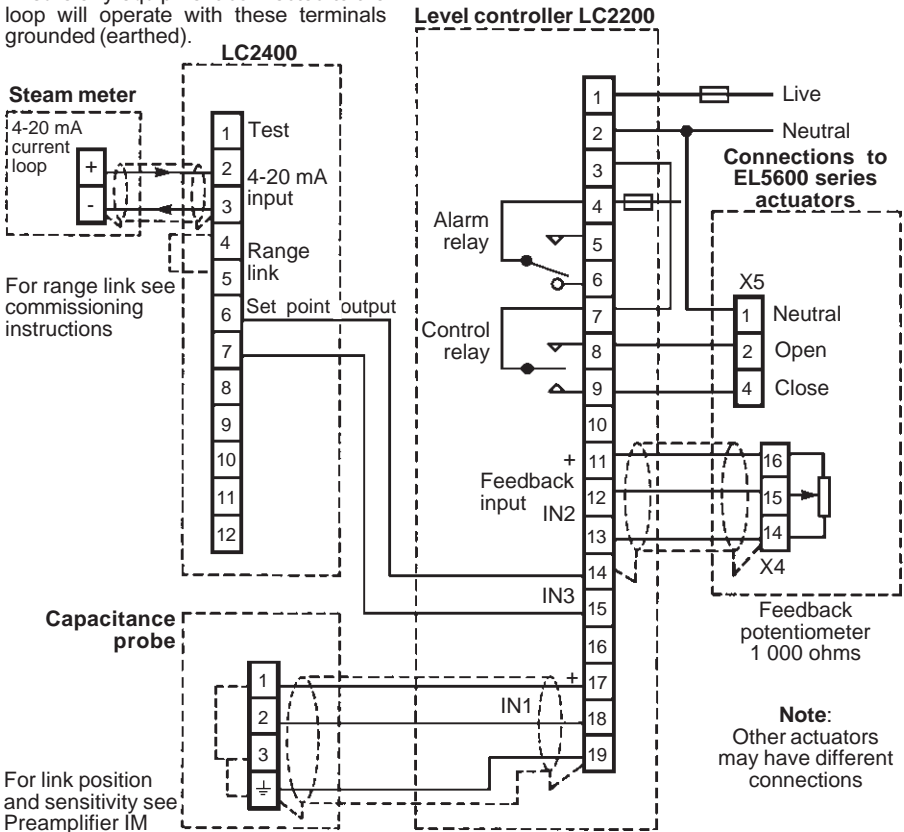 loop will operate with these terminals
grounded (earthed).
LC2400
Level controller LC2200
Steam meter
4-20 mA
current
loop
+
-
1
2
3
4
5
6
7
8
9
10
11
12
Test
4-20 mA
input
Range
link
Set point output
For range link see
commissioning
instructions
Alarm
relay
Control
relay
+
Feedback
input
IN2
IN3
+
IN1
1
2
3
4
5
6
7
8
9
10
11
12
13
14
15
16
17
18
19
Live
Neutral
Connections to
EL5600 series
actuators
X5
1
Neutral
2
Open
4
Close
16
15
14
X4
Feedback
potentiometer
1 000 ohms
Capacitance
probe
1
2
3
For link position
and sensitivity see
Preamplifier IM
Note:
Other actuators
may have different
connections